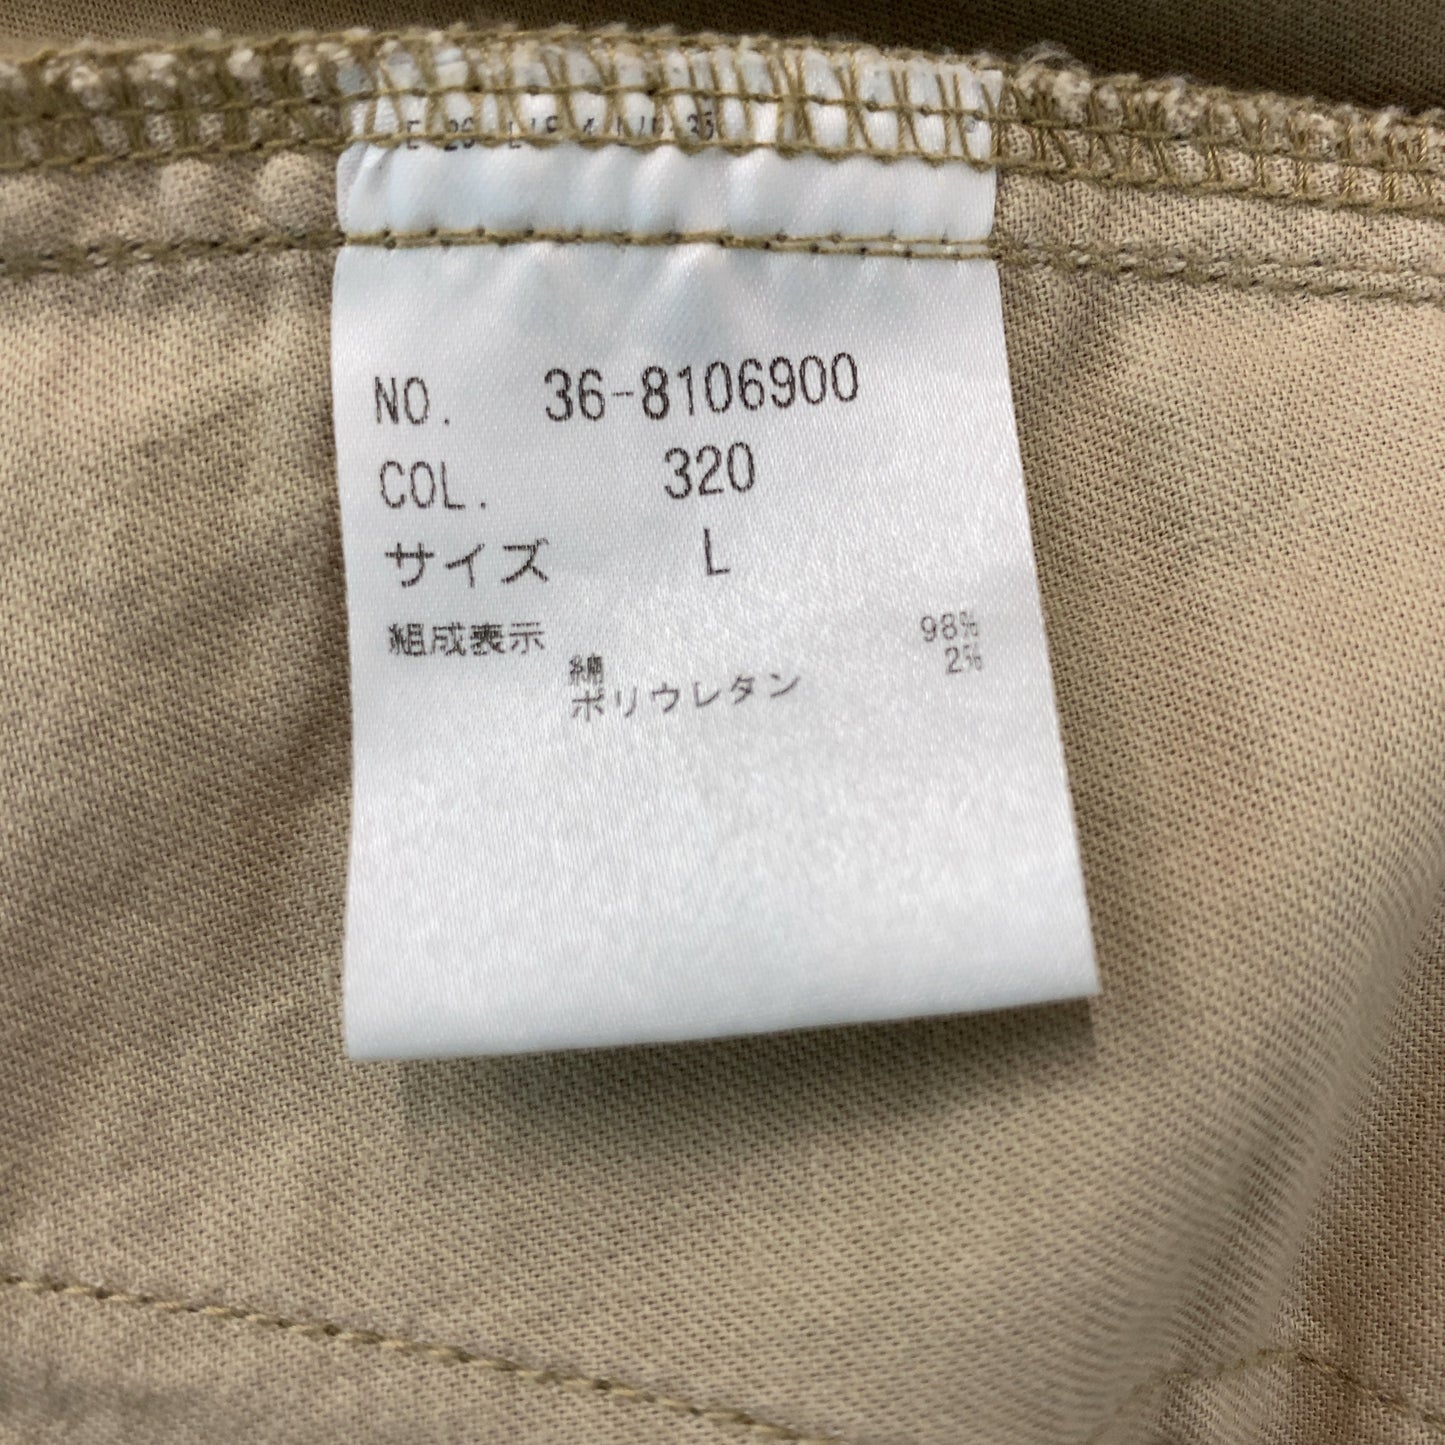 NO. 36-8106900
COL. 320
サイズ L
組成表示
綿 98%
ポリウレタン 2%